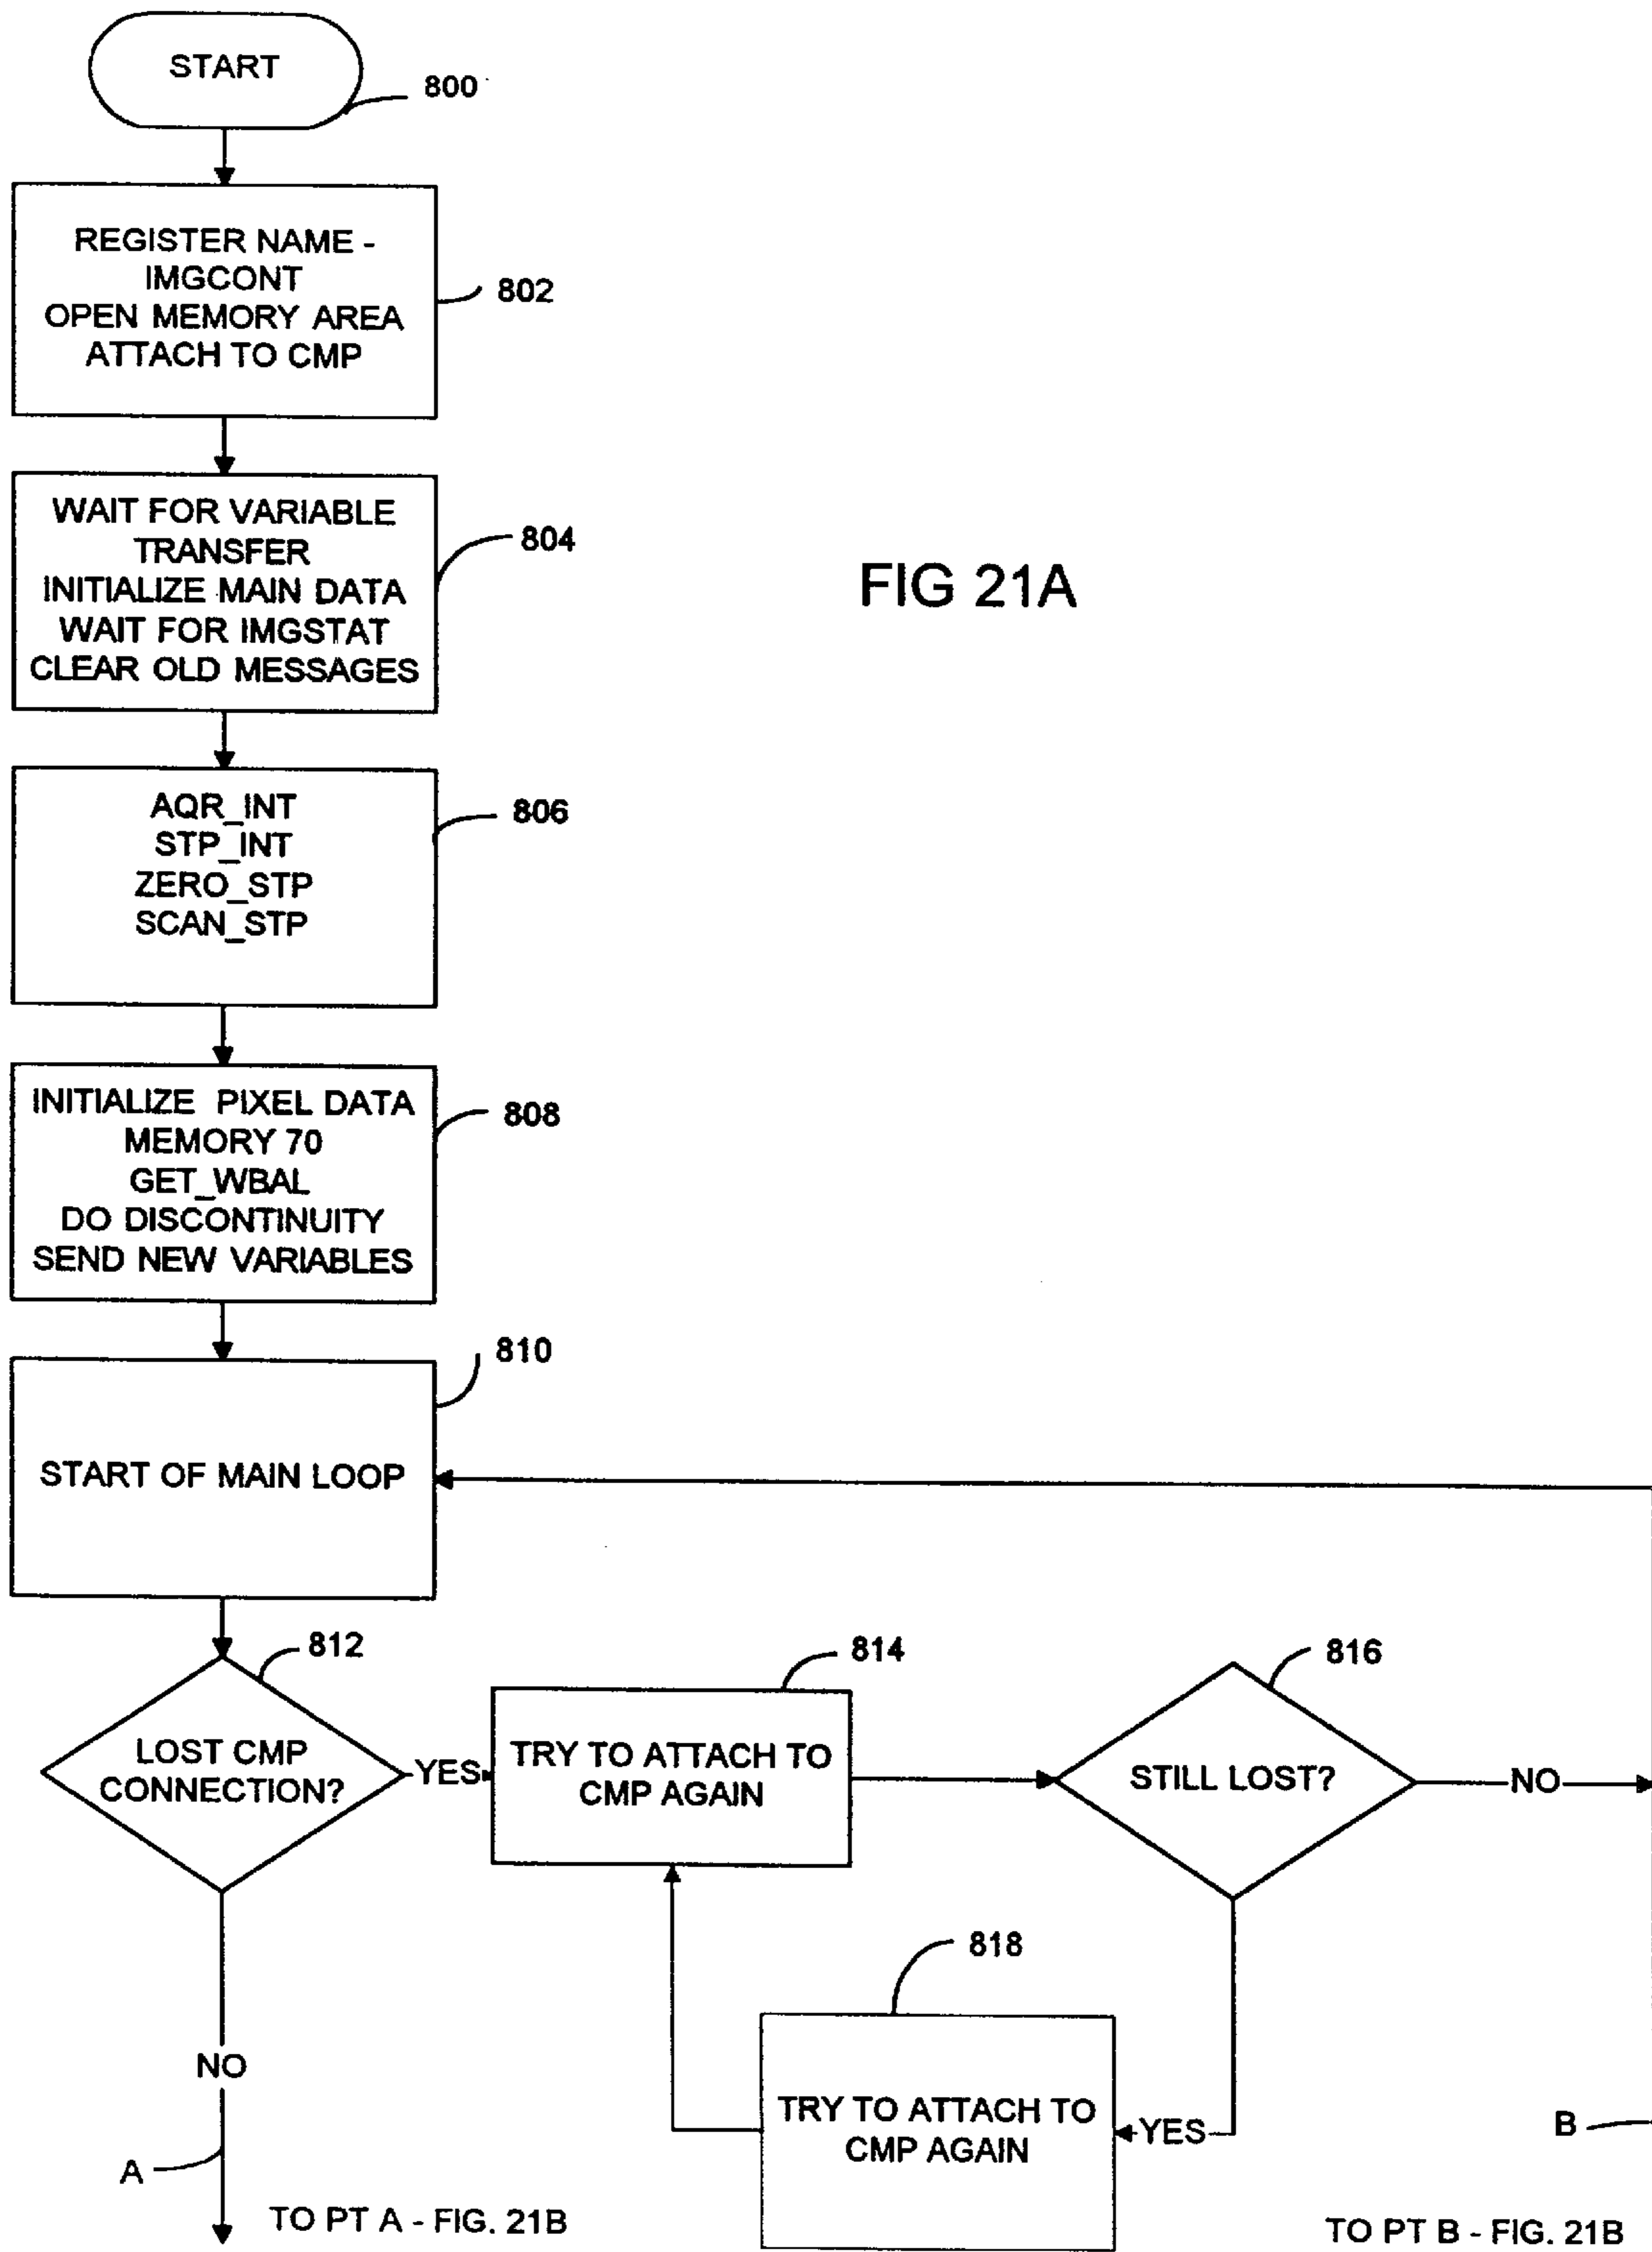 START
800
REGISTER NAME -
IMGCONT
OPEN MEMORY AREA
ATTACH TO CMP
802
WAIT FOR VARIABLE
TRANSFER
INITIALIZE MAIN DATA
WAIT FOR IMGSTAT
CLEAR OLD MESSAGES
804
FIG 21A
AQR_INT
STP_INT
ZERO_STP
SCAN_STP
806
INITIALIZE PIXEL DATA
MEMORY 70
GET_WBAL
DO DISCONTINUITY
SEND NEW VARIABLES
808
START OF MAIN LOOP
810
LOST CMP
CONNECTION?
812
YES
TRY TO ATTACH TO
CMP AGAIN
814
STILL LOST?
816
NO
818
TRY TO ATTACH TO
CMP AGAIN
YES
NO
A
TO PT A - FIG. 21B
B
TO PT B - FIG. 21B